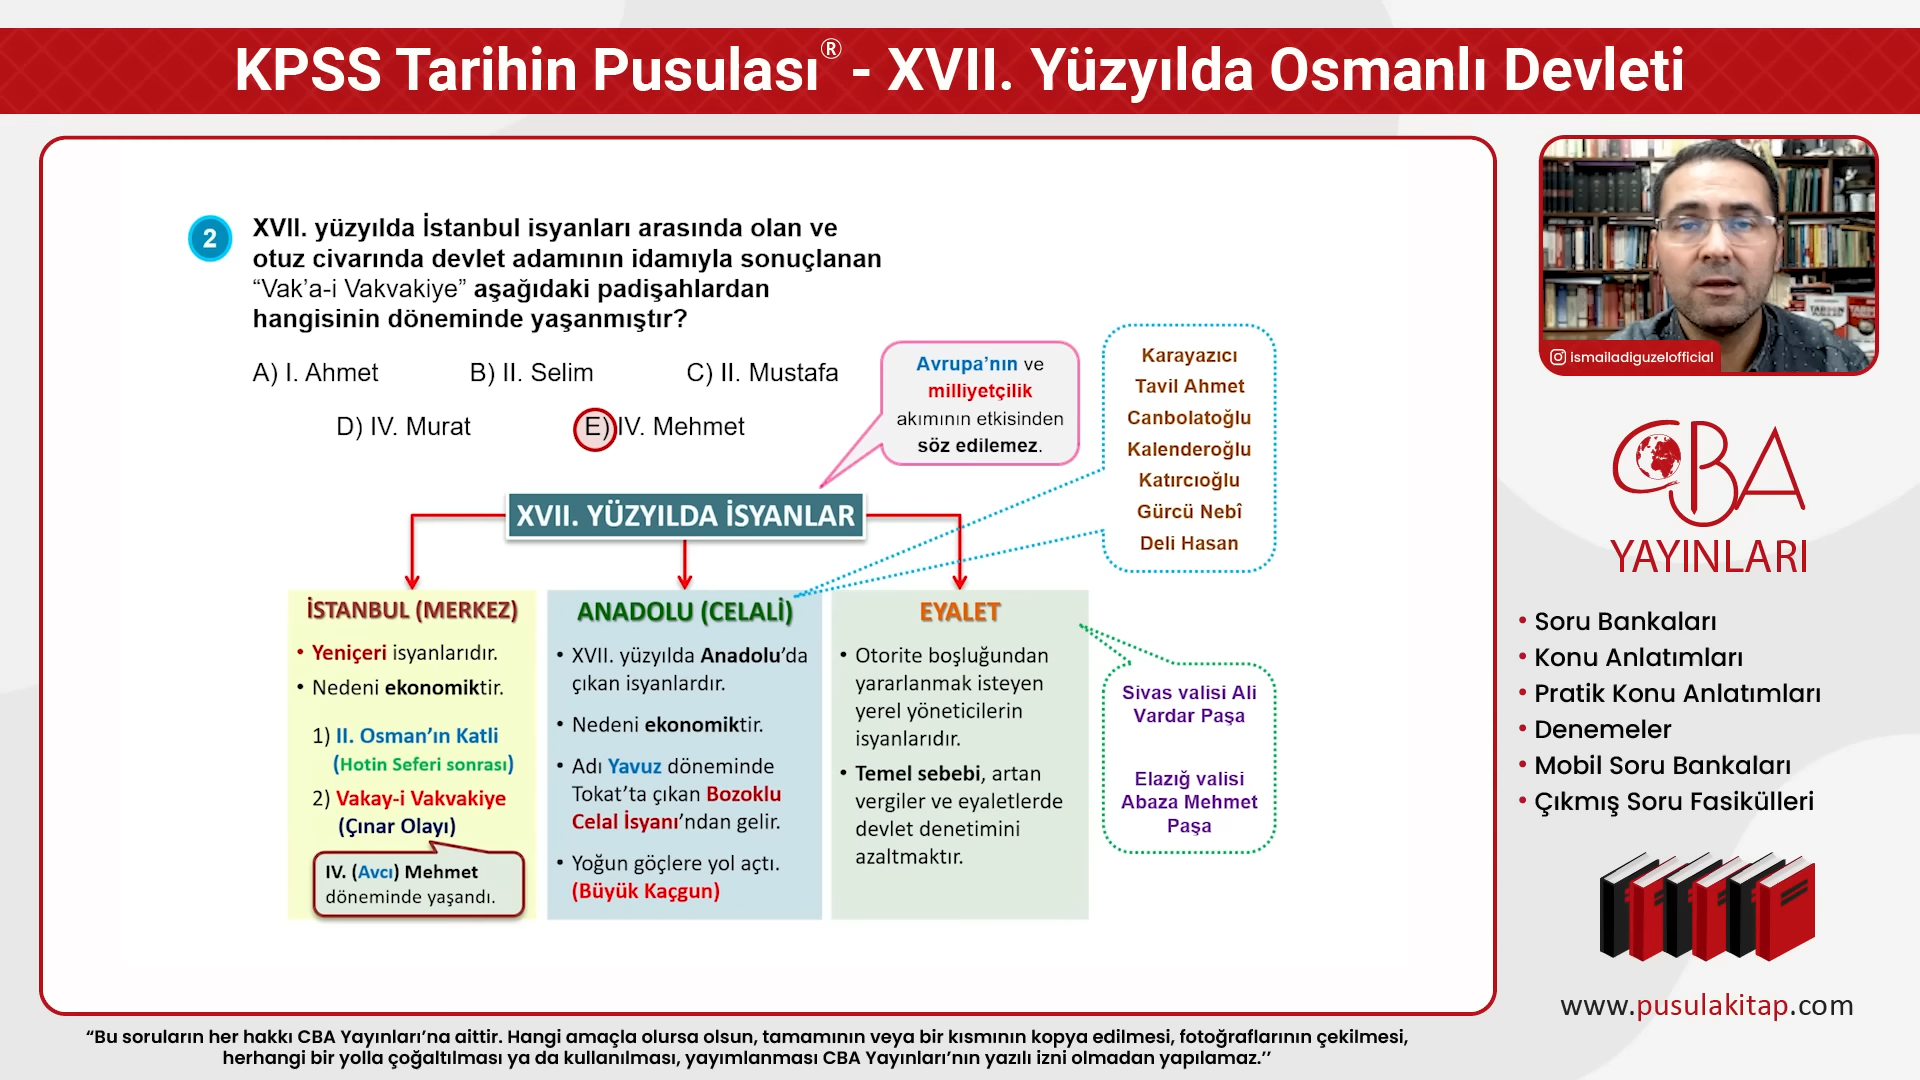 KPSS Tarihin Pusulası® - XVII. Yüzyılda Osmanlı Devleti
2
XVII. yüzyılda İstanbul isyanları arasında olan ve
otuz civarında devlet adamının idamıyla sonuçlanan
“Vak’a-i Vakvakiye” aşağıdaki padişahlardan
hangisinin döneminde yaşanmıştır?
A) I. Ahmet
B) II. Selim
C) II. Mustafa
D) IV. Murat
E) IV. Mehmet
Avrupa’nın ve
milliyetçilik
akımının etkisinden
söz edilemez.
Karayazıcı
Tavil Ahmet
Canbolatoğlu
Kalenderoğlu
Katırcıoğlu
Gürcü Nebî
Deli Hasan
XVII. YÜZYILDA İSYANLAR
İSTANBUL (MERKEZ)
• Yeniçeri isyanlarıdır.
• Nedeni ekonomiktir.
1) II. Osman’ın Katli
(Hotin Seferi sonrası)
2) Vakay-i Vakvakiye
(Çınar Olayı)
IV. (Avcı) Mehmet
döneminde yaşandı.
ANADOLU (CELALİ)
• XVII. yüzyılda Anadolu’da
çıkan isyanlardır.
• Nedeni ekonomiktir.
• Adı Yavuz döneminde
Tokat’ta çıkan Bozoklu
Celal İsyanı’ndan gelir.
• Yoğun göçlere yol açtı.
(Büyük Kaçgun)
EYALET
• Otorite boşluğundan
yararlanmak isteyen
yerel yöneticilerin
isyanlarıdır.
• Temel sebebi, artan
vergiler ve eyaletlerde
devlet denetimini
azaltmaktır.
Sivas valisi Ali
Vardar Paşa
Elazığ valisi
Abaza Mehmet
Paşa
ismailadiguzelofficial
CBA
YAYINLARI
• Soru Bankaları
• Konu Anlatımları
• Pratik Konu Anlatımları
• Denemeler
• Mobil Soru Bankaları
• Çıkmış Soru Fasikülleri
www.pusulakitap.com
“Bu soruların her hakkı CBA Yayınları’na aittir. Hangi amaçla olursa olsun, tamamının veya bir kısmının kopya edilmesi, fotoğraflarının çekilmesi,
herhangi bir yolla çoğaltılması ya da kullanılması, yayımlanması CBA Yayınları’nın yazılı izni olmadan yapılamaz.’’